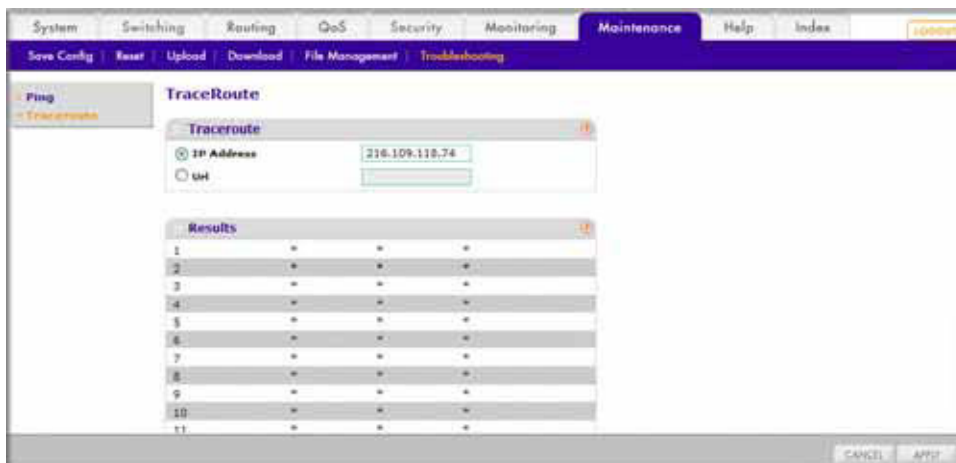 System Switching Routing QoS Security Monitoring Maintenance Help Index LOGOUT
Save Config Reset Upload Download File Management Troubleshooting
Ping
Traceroute
TraceRoute
Traceroute
IP Address 216.109.118.74
Url
Results
1 * * *
2 * * *
3 * * *
4 * * *
5 * * *
6 * * *
7 * * *
8 * * *
9 * * *
10 * * *
11 * * *
CANCEL APPLY